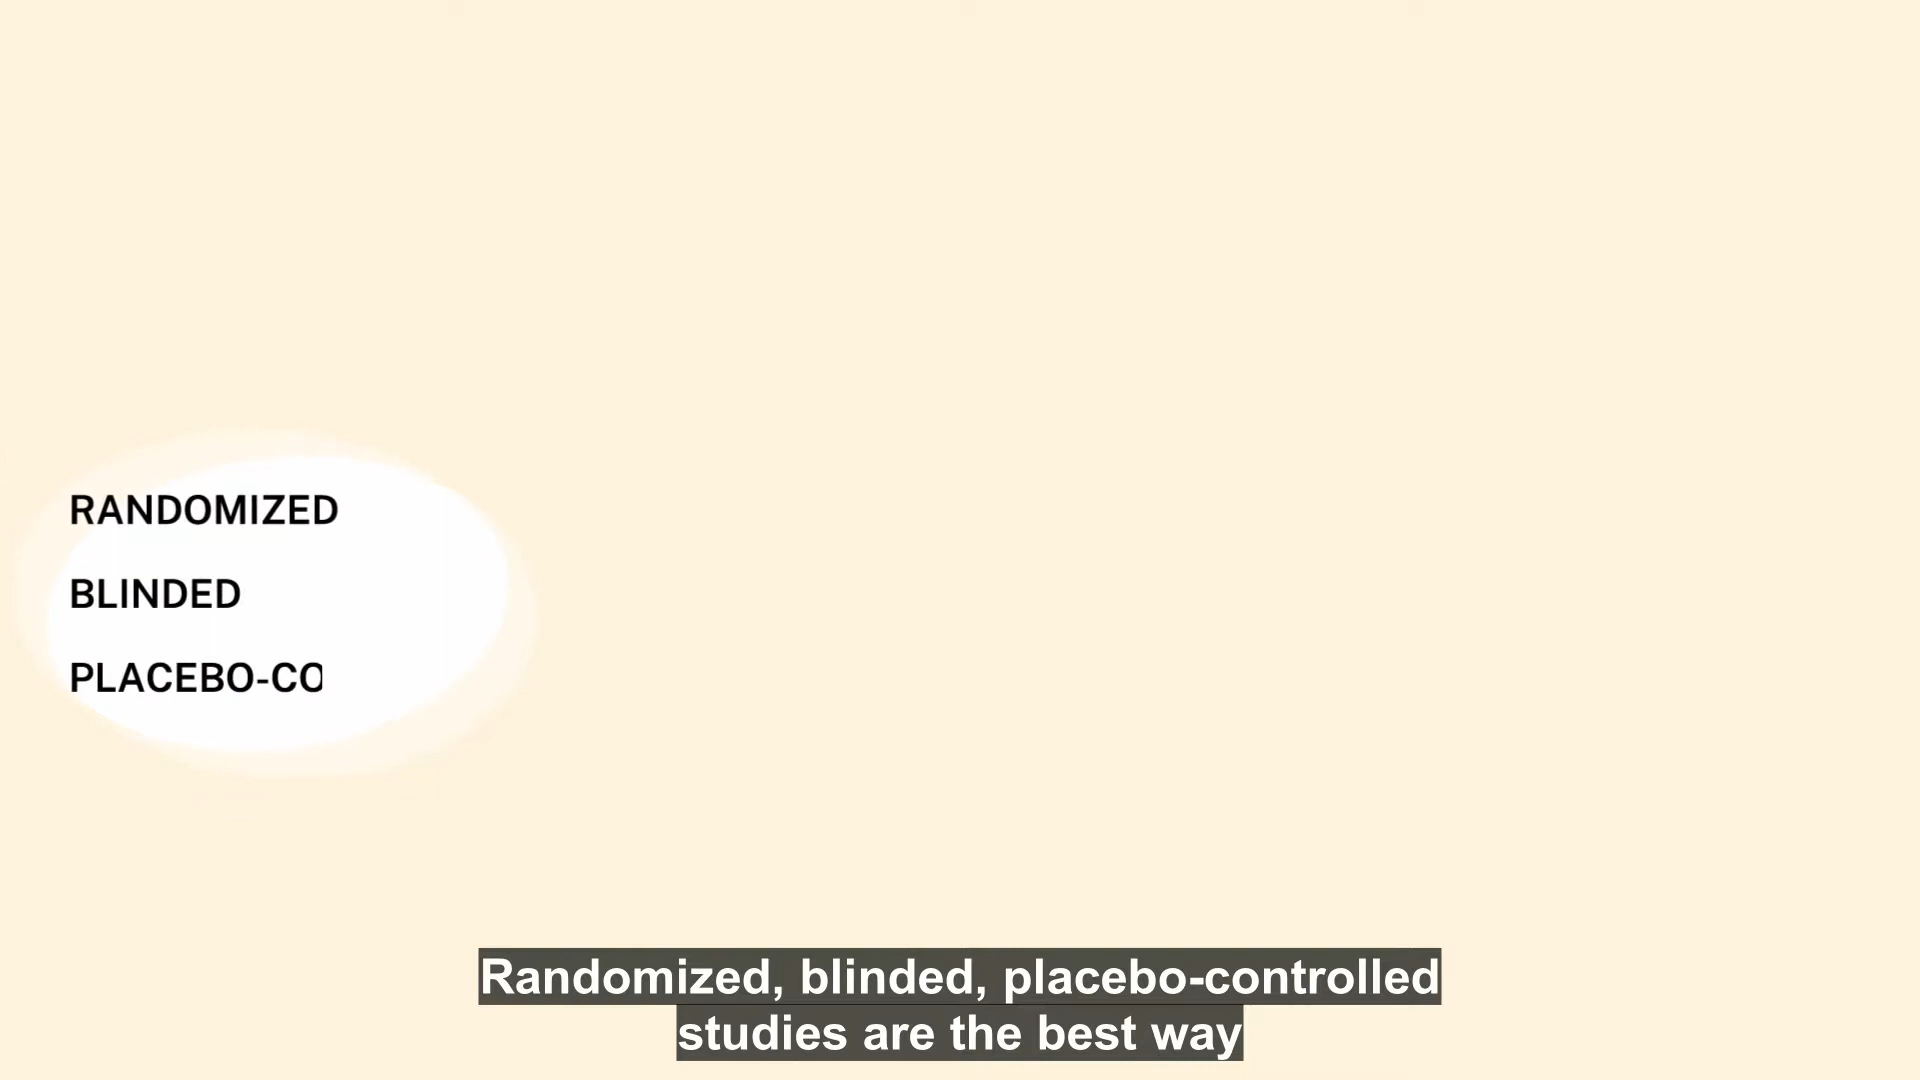 RANDOMIZED
BLINDED
PLACEBO-CO
Randomized, blinded, placebo-controlled
studies are the best way